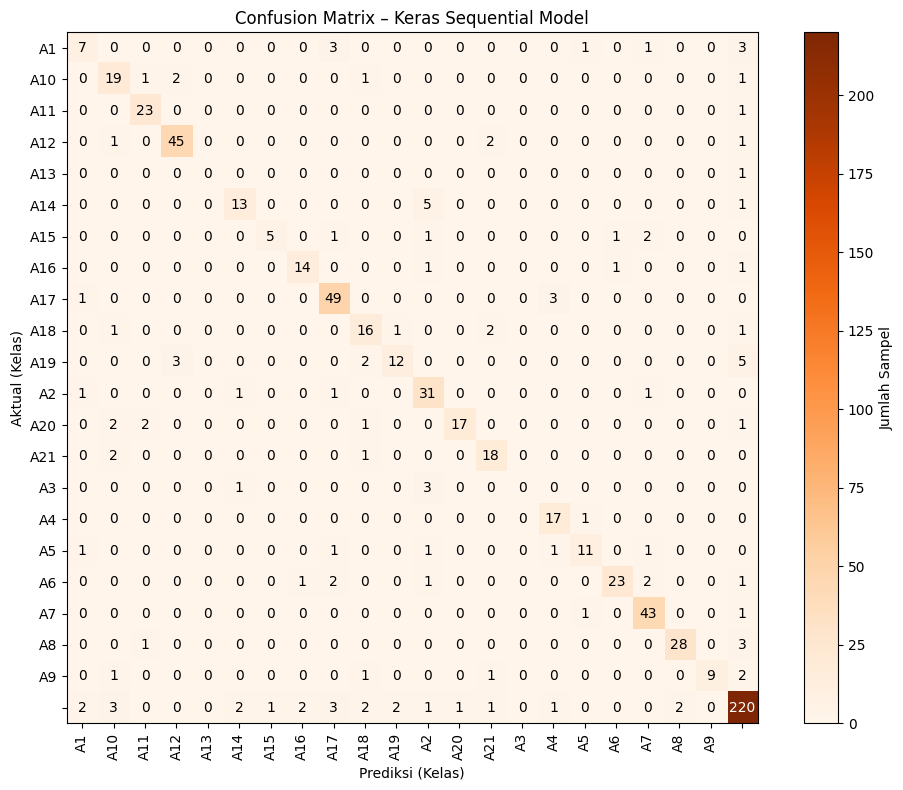 Confusion Matrix – Keras Sequential Model
Aktual (Kelas)
A1 7 0 0 0 0 0 0 0 3 0 0 0 0 0 0 0 1 0 1 0 0 3
A10 0 19 1 2 0 0 0 0 0 1 0 0 0 0 0 0 0 0 0 0 0 1
A11 0 0 23 0 0 0 0 0 0 0 0 0 0 0 0 0 0 0 0 0 0 1
A12 0 1 0 45 0 0 0 0 0 0 0 0 0 2 0 0 0 0 0 0 0 1
A13 0 0 0 0 0 0 0 0 0 0 0 0 0 0 0 0 0 0 0 0 0 1
A14 0 0 0 0 0 13 0 0 0 0 0 5 0 0 0 0 0 0 0 0 0 1
A15 0 0 0 0 0 0 5 0 1 0 0 1 0 0 0 0 0 1 2 0 0 0
A16 0 0 0 0 0 0 0 14 0 0 0 1 0 0 0 0 0 1 0 0 0 1
A17 1 0 0 0 0 0 0 0 49 0 0 0 0 0 0 3 0 0 0 0 0 0
A18 0 1 0 0 0 0 0 0 0 16 1 0 0 2 0 0 0 0 0 0 0 1
A19 0 0 0 3 0 0 0 0 0 2 12 0 0 0 0 0 0 0 0 0 0 5
A2 1 0 0 0 0 1 0 0 1 0 0 31 0 0 0 0 0 0 1 0 0 0
A20 0 2 2 0 0 0 0 0 0 1 0 0 17 0 0 0 0 0 0 0 0 1
A21 0 2 0 0 0 0 0 0 0 1 0 0 0 18 0 0 0 0 0 0 0 0
A3 0 0 0 0 0 1 0 0 0 0 0 3 0 0 0 0 0 0 0 0 0 0
A4 0 0 0 0 0 0 0 0 0 0 0 0 0 0 0 17 1 0 0 0 0 0
A5 1 0 0 0 0 0 0 0 1 0 0 1 0 0 0 1 11 0 1 0 0 0
A6 0 0 0 0 0 0 0 1 2 0 0 1 0 0 0 0 0 23 2 0 0 1
A7 0 0 0 0 0 0 0 0 0 0 0 0 0 0 0 0 1 0 43 0 0 1
A8 0 0 1 0 0 0 0 0 0 0 0 0 0 0 0 0 0 0 0 28 0 3
A9 0 1 0 0 0 0 0 0 0 1 0 0 0 1 0 0 0 0 0 0 9 2
2 3 0 0 0 2 1 2 3 2 2 1 1 1 0 1 0 0 0 2 0 220
A1 A10 A11 A12 A13 A14 A15 A16 A17 A18 A19 A2 A20 A21 A3 A4 A5 A6 A7 A8 A9
Prediksi (Kelas)
200
175
150
125
100
75
50
25
0
Jumlah Sampel